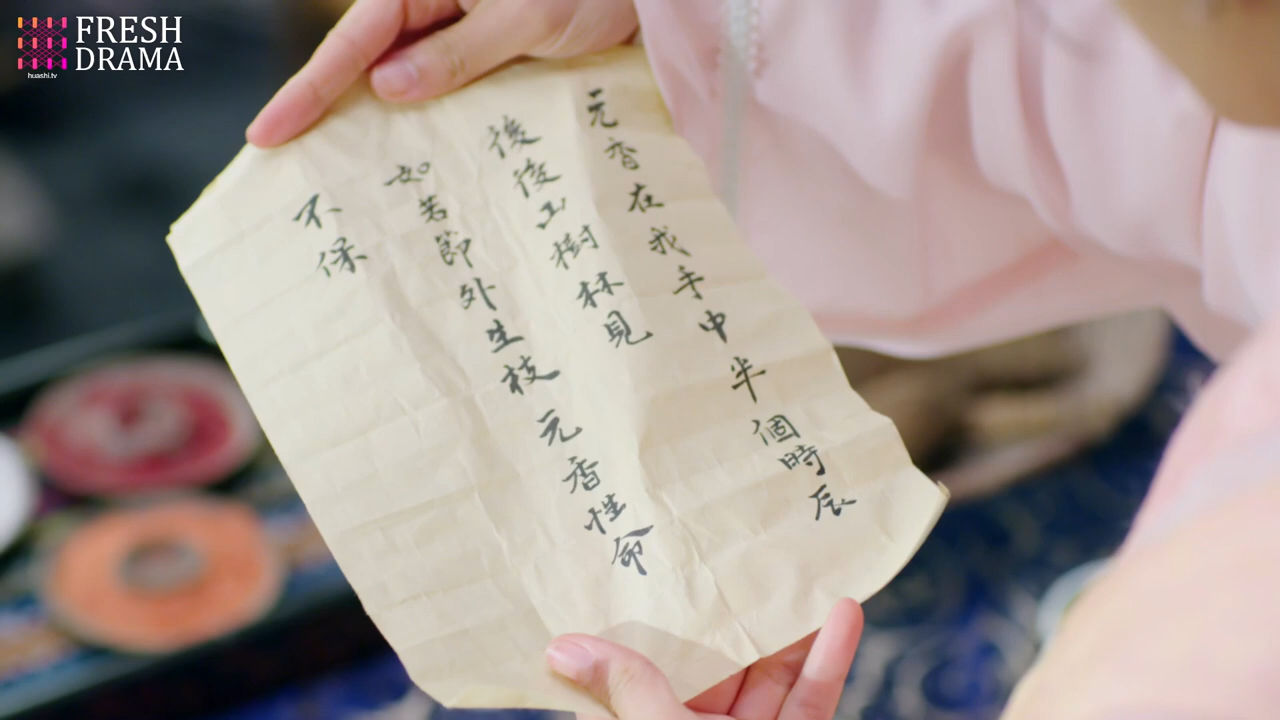 FRESH
DRAMA
huashi.tv
元香在我手中半個時辰
後後山樹林見
如若節外生枝元香性命
不保